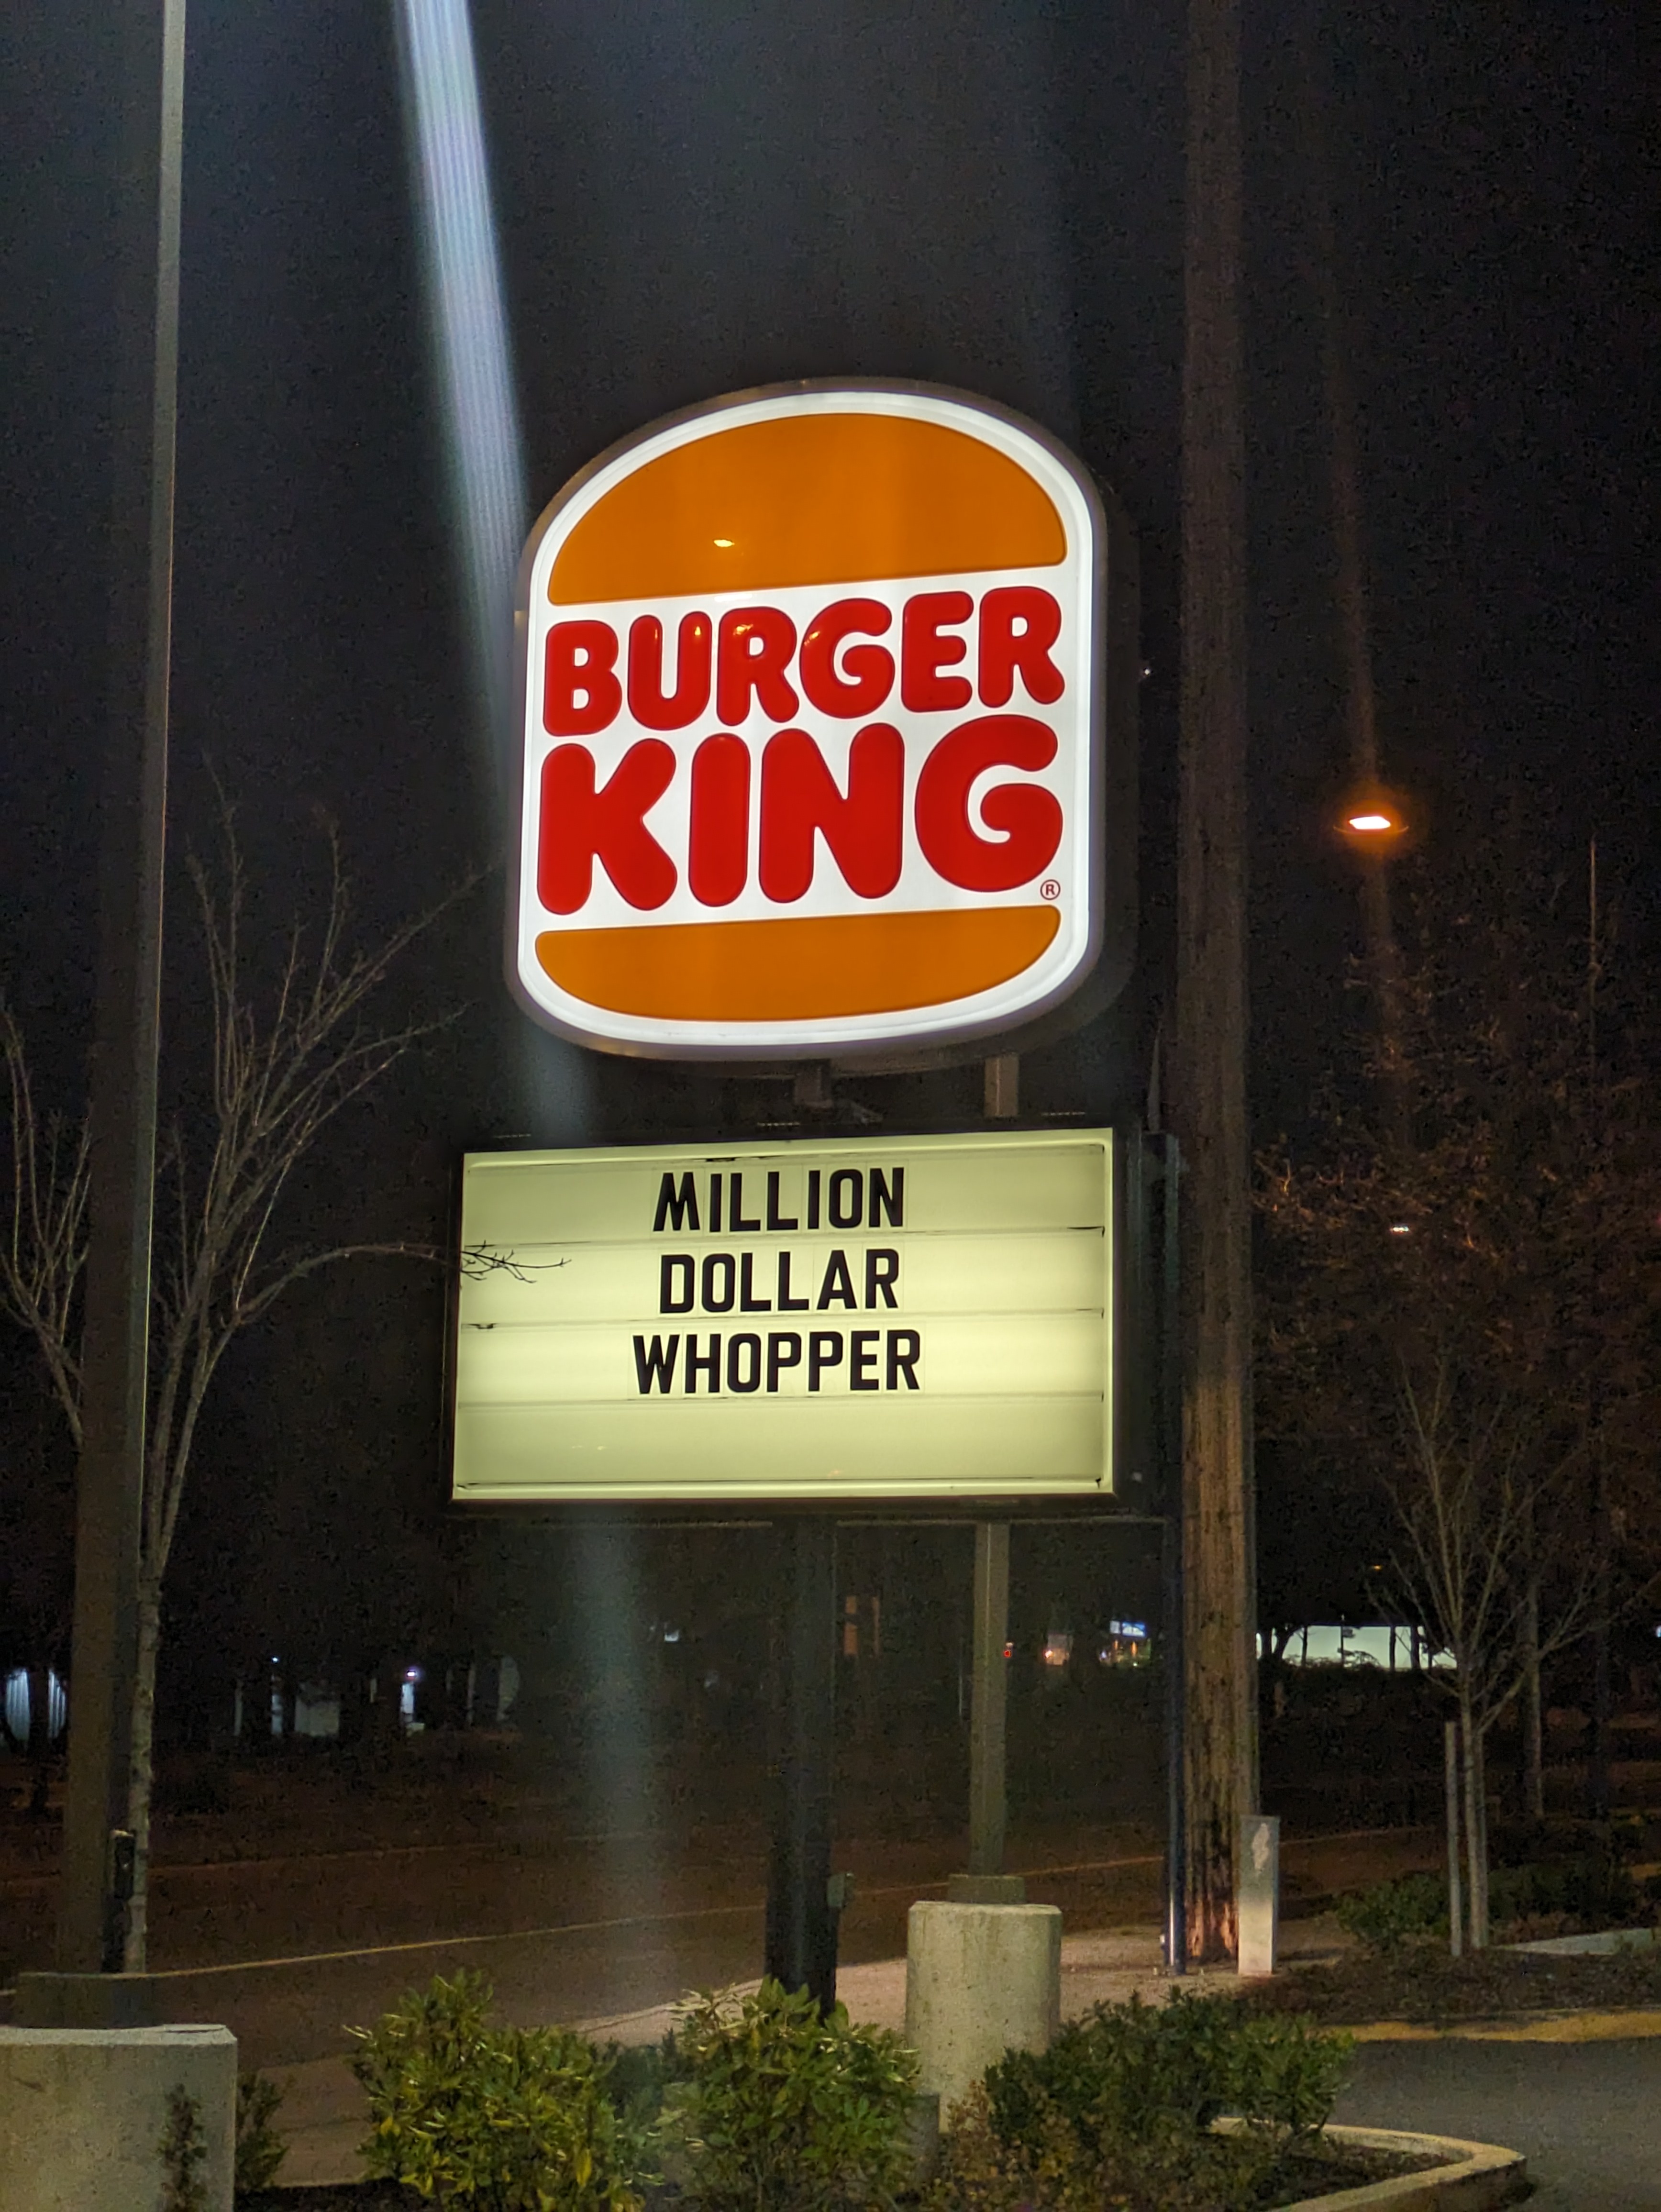 BURGER
KING
®
MILLION
DOLLAR
WHOPPER